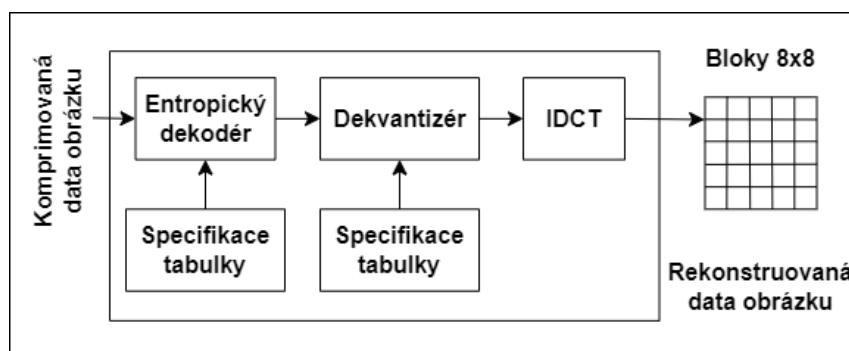 Komprimovaná
data obrázku
Entropický
dekodér
Dekvantizér
IDCT
Bloky 8x8
Specifikace
tabulky
Specifikace
tabulky
Rekonstruovaná
data obrázku